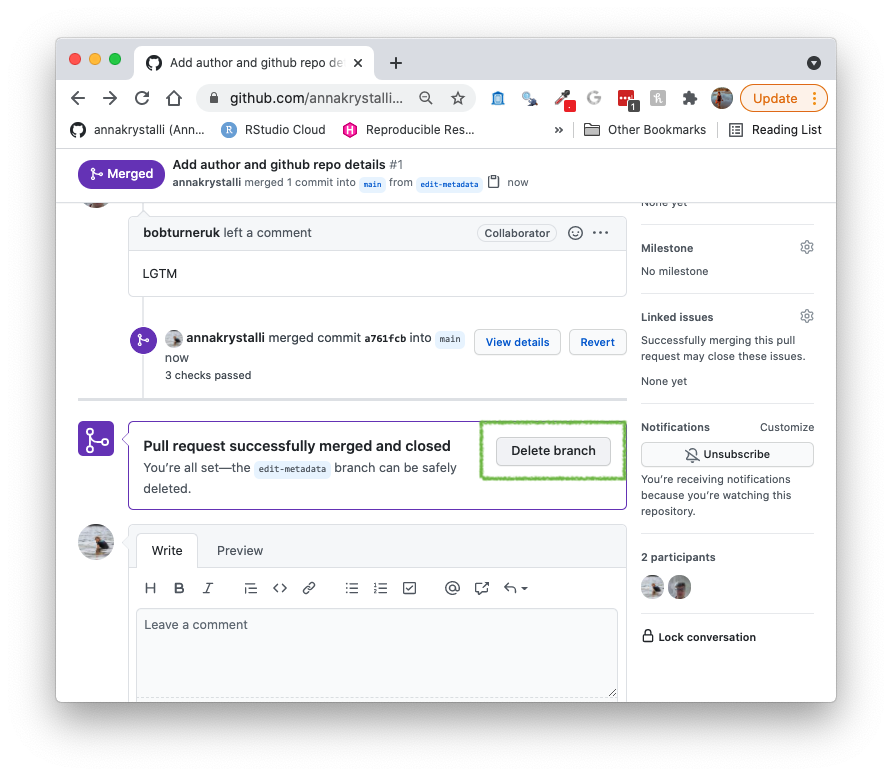 Add author and github repo de
github.com/annakrystalli...
1
Update
annakrystalli (Ann...
R
RStudio Cloud
H
Reproducible Res...
»
Other Bookmarks
Reading List
Merged
Add author and github repo details #1
annakrystalli merged 1 commit into main from edit-metadata now
None yet
bobturneruk left a comment
Collaborator
LGTM
annakrystalli merged commit a761fcb into main
now
3 checks passed
View details
Revert
Pull request successfully merged and closed
You're all set—the edit-metadata branch can be safely
deleted.
Delete branch
Write
Preview
Leave a comment
Milestone
No milestone
Linked issues
Successfully merging this pull
request may close these issues.
None yet
Notifications
Customize
Unsubscribe
You're receiving notifications
because you're watching this
repository.
2 participants
Lock conversation